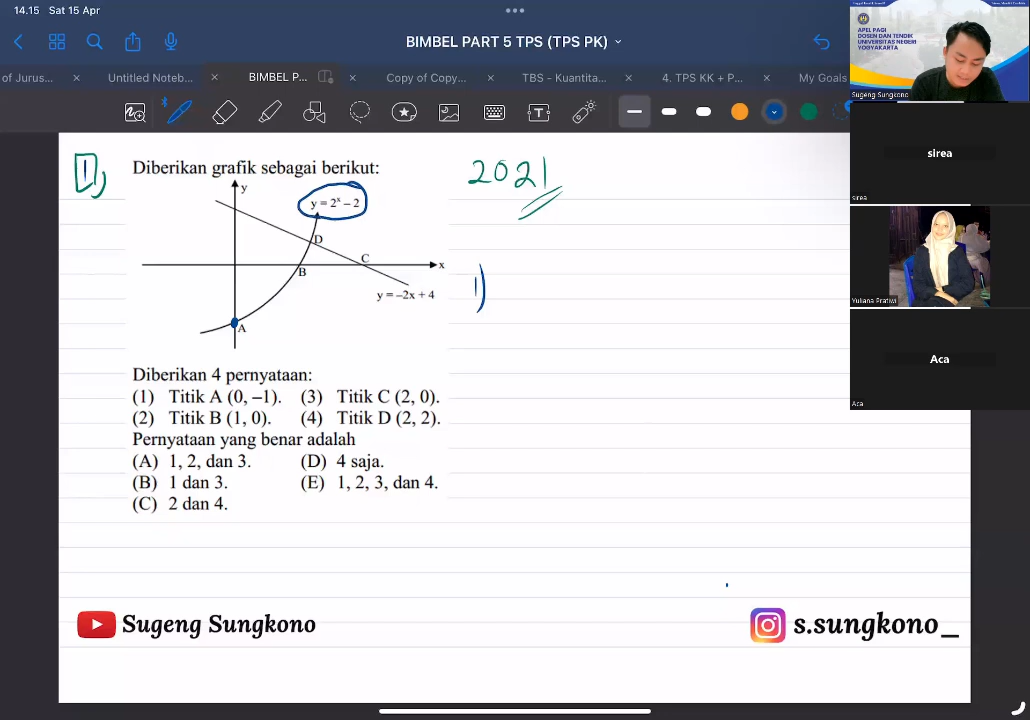 14.15 Sat 15 Apr
BIMBEL PART 5 TPS (TPS PK)
of Jurus...
Untitled Noteb...
BIMBEL P...
Copy of Copy...
TBS - Kuantita...
4. TPS KK + P...
My Goals
APEL PAGI
DOSEN DAN TENDIK
UNIVERSITAS NEGERI
YOGYAKARTA
Sugeng Sungkono
sirea
sirea
Yuliana Pratiwi
Aca
Aca
1)
Diberikan grafik sebagai berikut:
2021
y
y = 2ˣ – 2
D
C
x
B
y = –2x + 4
A
1)
Diberikan 4 pernyataan:
(1) Titik A (0, –1). (3) Titik C (2, 0).
(2) Titik B (1, 0). (4) Titik D (2, 2).
Pernyataan yang benar adalah
(A) 1, 2, dan 3. (D) 4 saja.
(B) 1 dan 3. (E) 1, 2, 3, dan 4.
(C) 2 dan 4.
Sugeng Sungkono
s.sungkono_